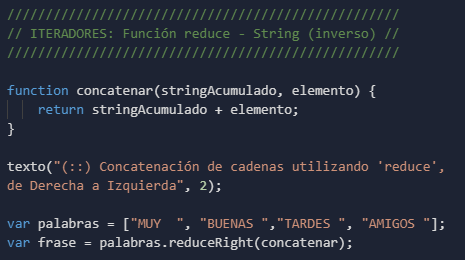 ////////////////////////////////////////////////////
// ITERADORES: Función reduce - String (inverso) //
////////////////////////////////////////////////////
function concatenar(stringAcumulado, elemento) {
return stringAcumulado + elemento;
}
texto("(::) Concatenación de cadenas utilizando 'reduce',
de Derecha a Izquierda", 2);
var palabras = ["MUY  ", "BUENAS ","TARDES ", "AMIGOS "];
var frase = palabras.reduceRight(concatenar);